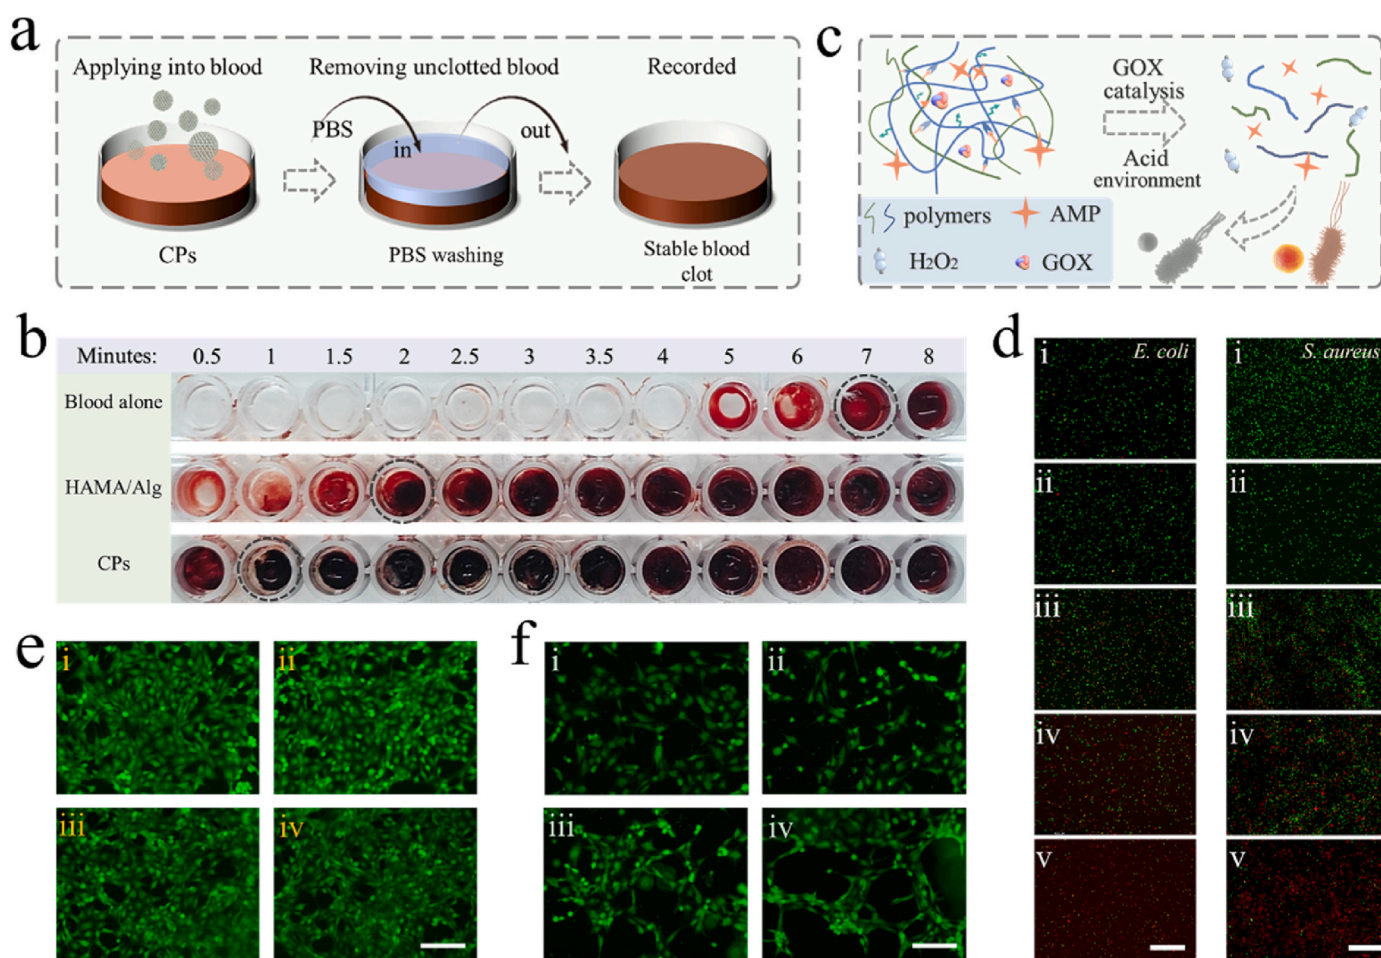 a
Applying into blood
Removing unclotted blood
Recorded
PBS
in
out
CPs
PBS washing
Stable blood
clot
c
GOX
catalysis
Acid
environment
polymers
AMP
H2O2
GOX
b
Minutes: 0.5 1 1.5 2 2.5 3 3.5 4 5 6 7 8
Blood alone
HAMA/Alg
CPs
d
i
E. coli
i
S. aureus
ii
ii
iii
iii
iv
iv
v
v
e
i
ii
iii
iv
f
i
ii
iii
iv